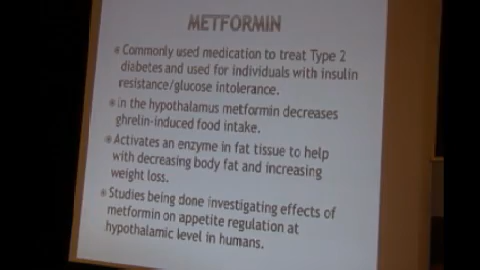 METFORMIN
Commonly used medication to treat Type 2
diabetes and used for individuals with insulin
resistance/glucose intolerance.
In the hypothalamus metformin decreases
ghrelin-induced food intake.
Activates an enzyme in fat tissue to help
with decreasing body fat and increasing
weight loss.
Studies being done investigating effects of
metformin on appetite regulation at
hypothalamic level in humans.